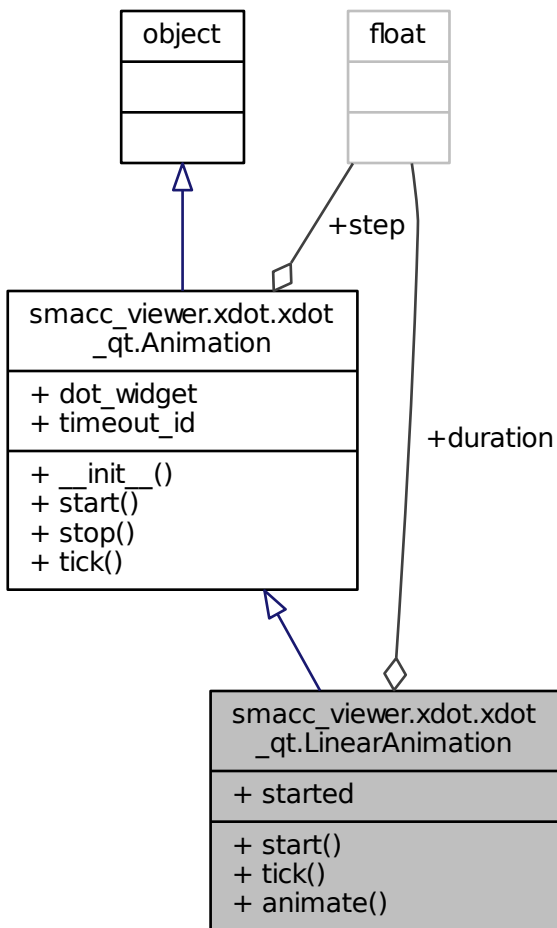 object
float
+step
smacc_viewer.xdot.xdot
_qt.Animation
+ dot_widget
+ timeout_id
+ __init__()
+ start()
+ stop()
+ tick()
+duration
smacc_viewer.xdot.xdot
_qt.LinearAnimation
+ started
+ start()
+ tick()
+ animate()